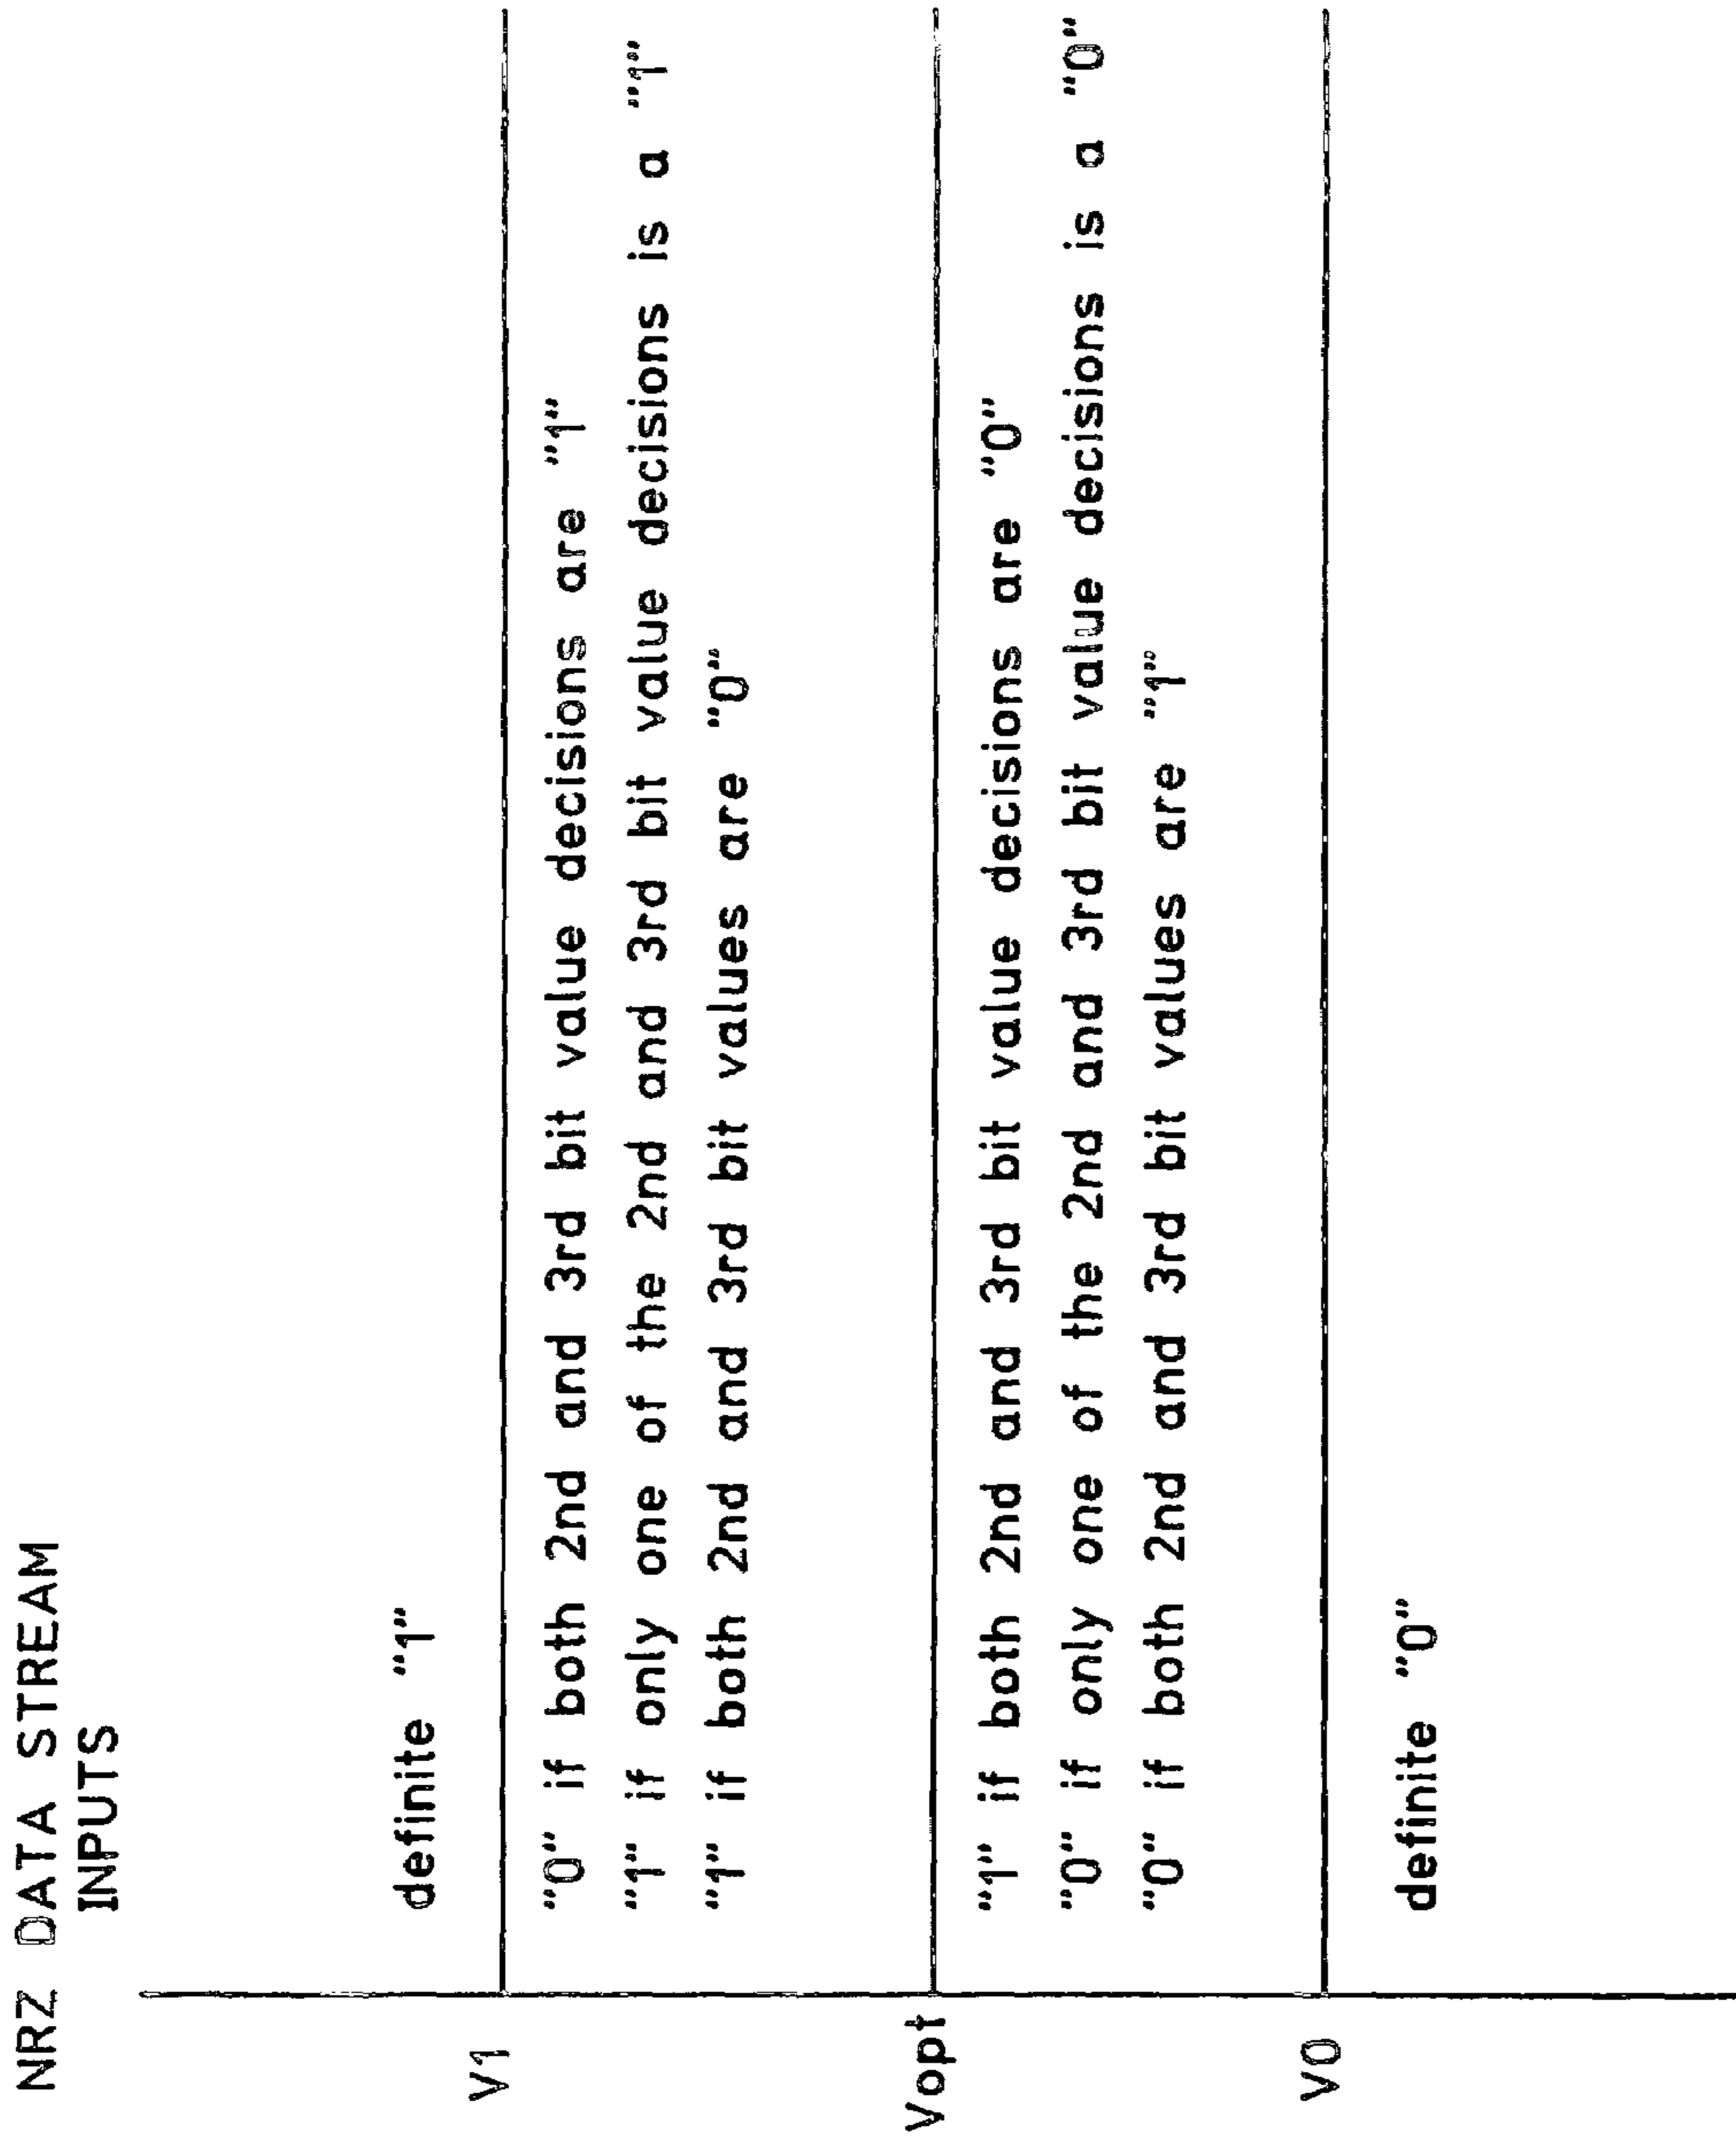 NRZ DATA STREAM
INPUTS
definite "1"
V1
"0" if both 2nd and 3rd bit value decisions are "1"
"1" if only one of the 2nd and 3rd bit value decisions is a "1"
"1" if both 2nd and 3rd bit values are "0"
Vopt
"1" if both 2nd and 3rd bit value decisions are "0"
"0" if only one of the 2nd and 3rd bit value decisions is a "0"
"0" if both 2nd and 3rd bit values are "1"
V0
definite "0"